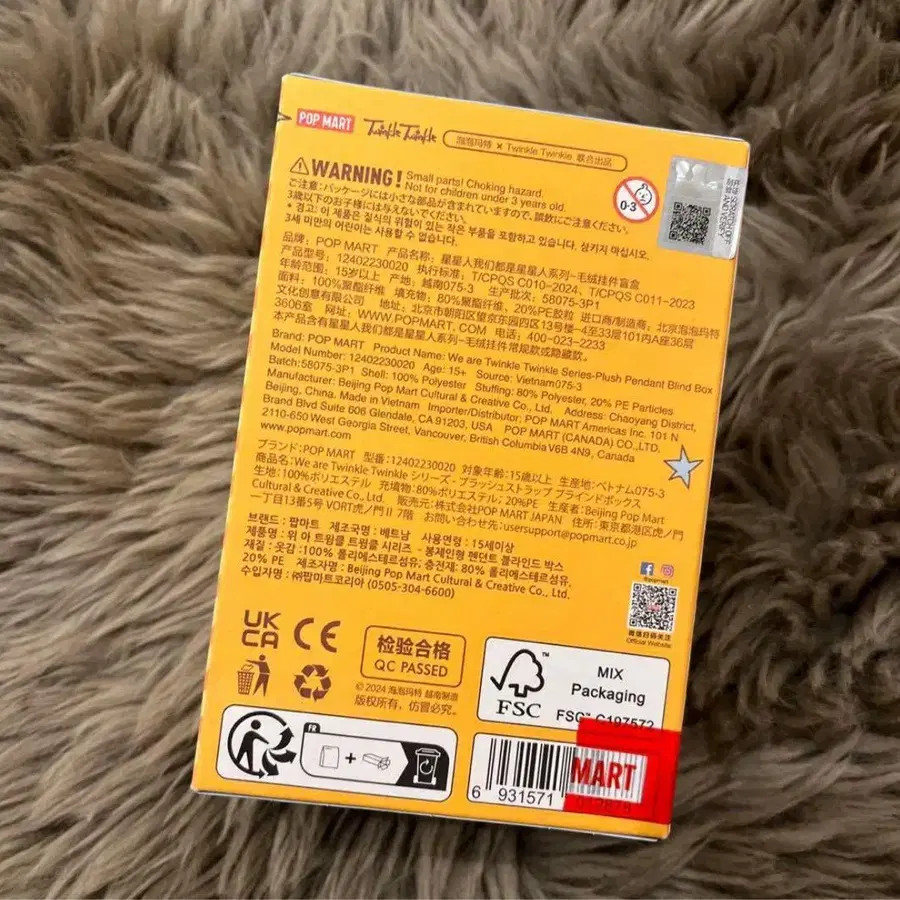 POP MART Twinkle Twinkle 泡泡玛特 × Twinkle Twinkle 联合出品
WARNING! Small parts! Choking hazard.
Not for children under 3 years old.
ご注意:パッケージには小さな部品が含まれていますので、誤飲にご注意ください。
3歳以下のお子様には与えないでください。
• 경고: 이 제품은 질식의 위험이 있는 작은 부품을 포함하고 있습니다. 삼키지 마십시오.
3세 미만의 어린이는 사용할 수 없습니다.
0-3
SCRATCH OFF
AND VERIFY
品牌:POP MART 产品名称:星星人我们都是星星人系列-毛绒挂件盲盒
产品型号:12402230020 执行标准:T/CPQS C010-2024, T/CPQS C011-2023
年龄范围:15岁以上 产地:越南075-3 生产批次:58075-3P1
面料:100%聚酯纤维 填充物:80%聚酯纤维,20%PE胶粒 进口商/制造商:北京泡泡玛特
文化创意有限公司 地址:北京市朝阳区望京东园四区13号楼-4至33层101内A座36层
3606室 网址:WWW.POPMART.COM 电话:400-023-2233
本产品含有星星人我们都是星星人系列-毛绒挂件常规款或隐藏款。
Brand: POP MART Product Name: We are Twinkle Twinkle Series-Plush Pendant Blind Box
Model Number: 12402230020 Age: 15+ Source: Vietnam075-3
Batch:58075-3P1 Shell: 100% Polyester Stuffing: 80% Polyester, 20% PE Particles
Manufacturer: Beijing Pop Mart Cultural & Creative Co., Ltd. Address: Chaoyang District,
Beijing, China. Made in Vietnam Importer/Distributor: POP MART Americas Inc. 101 N
Brand Blvd Suite 606 Glendale, CA 91203, USA POP MART (CANADA) CO.,LTD.
2110-650 West Georgia Street, Vancouver, British Columbia V6B 4N9, Canada
www.popmart.com
ブランド:POP MART 型番:12402230020 対象年齢:15歳以上 生産地:ベトナム075-3
商品名:We are Twinkle Twinkle シリーズ - プラッシュストラップ ブラインドボックス
生地:100%ポリエステル 充填物:80%ポリエステル;20%PE 生産者:Beijing Pop Mart
Cultural & Creative Co., Ltd. 販売元:株式会社POP MART JAPAN 住所:東京都港区虎ノ門
一丁目13番5号 VORT虎ノ門II 7階 お問い合わせ先:usersupport@popmart.co.jp
브랜드 : 팝마트 제조국명 : 베트남 사용연령 : 15세이상
제품명 : 위 아 트윙클 트윙클 시리즈 - 봉제인형 펜던트 블라인드 박스
재질 : 옷감 :100% 폴리에스테르섬유; 충전재: 80% 폴리에스테르섬유,
20% PE 제조자명 : Beijing Pop Mart Cultural & Creative Co., Ltd.
수입자명 : ㈜팝마트코리아 (0505-304-6600)
@popmart
微信扫码关注
Official Website
UK
CA CE
检验合格
QC PASSED
© 2024 泡泡玛特 越南制造
版权所有,仿冒必究。
FSC™
MIX
Packaging
FSC™ C197572
FR
+
6 931571
MART